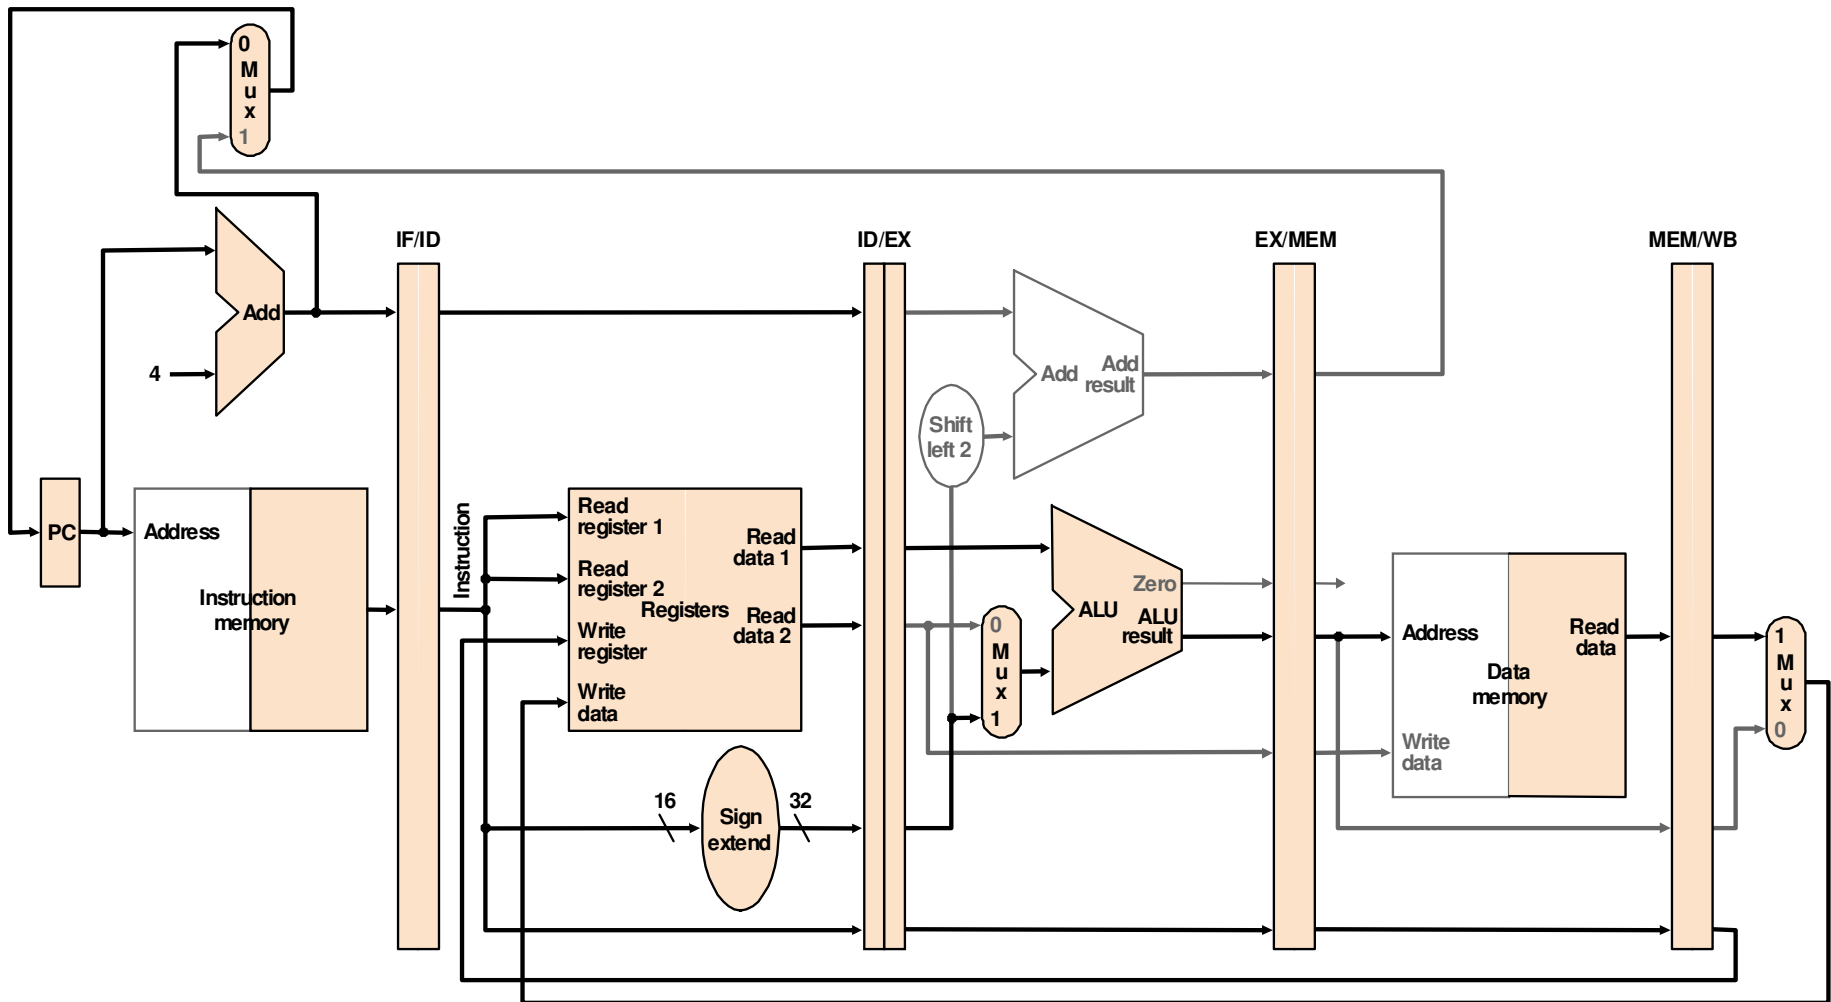 0
M
u
x
1
IF/ID
ID/EX
EX/MEM
MEM/WB
Add
4
Add
Add
result
Shift
left 2
PC
Address
Instruction
memory
Instruction
Read
register 1
Read
register 2
Write
register
Write
data
Registers
Read
data 1
Read
data 2
16
Sign
extend
32
0
M
u
x
1
Zero
ALU
ALU
result
Address
Read
data
Data
memory
Write
data
1
M
u
x
0